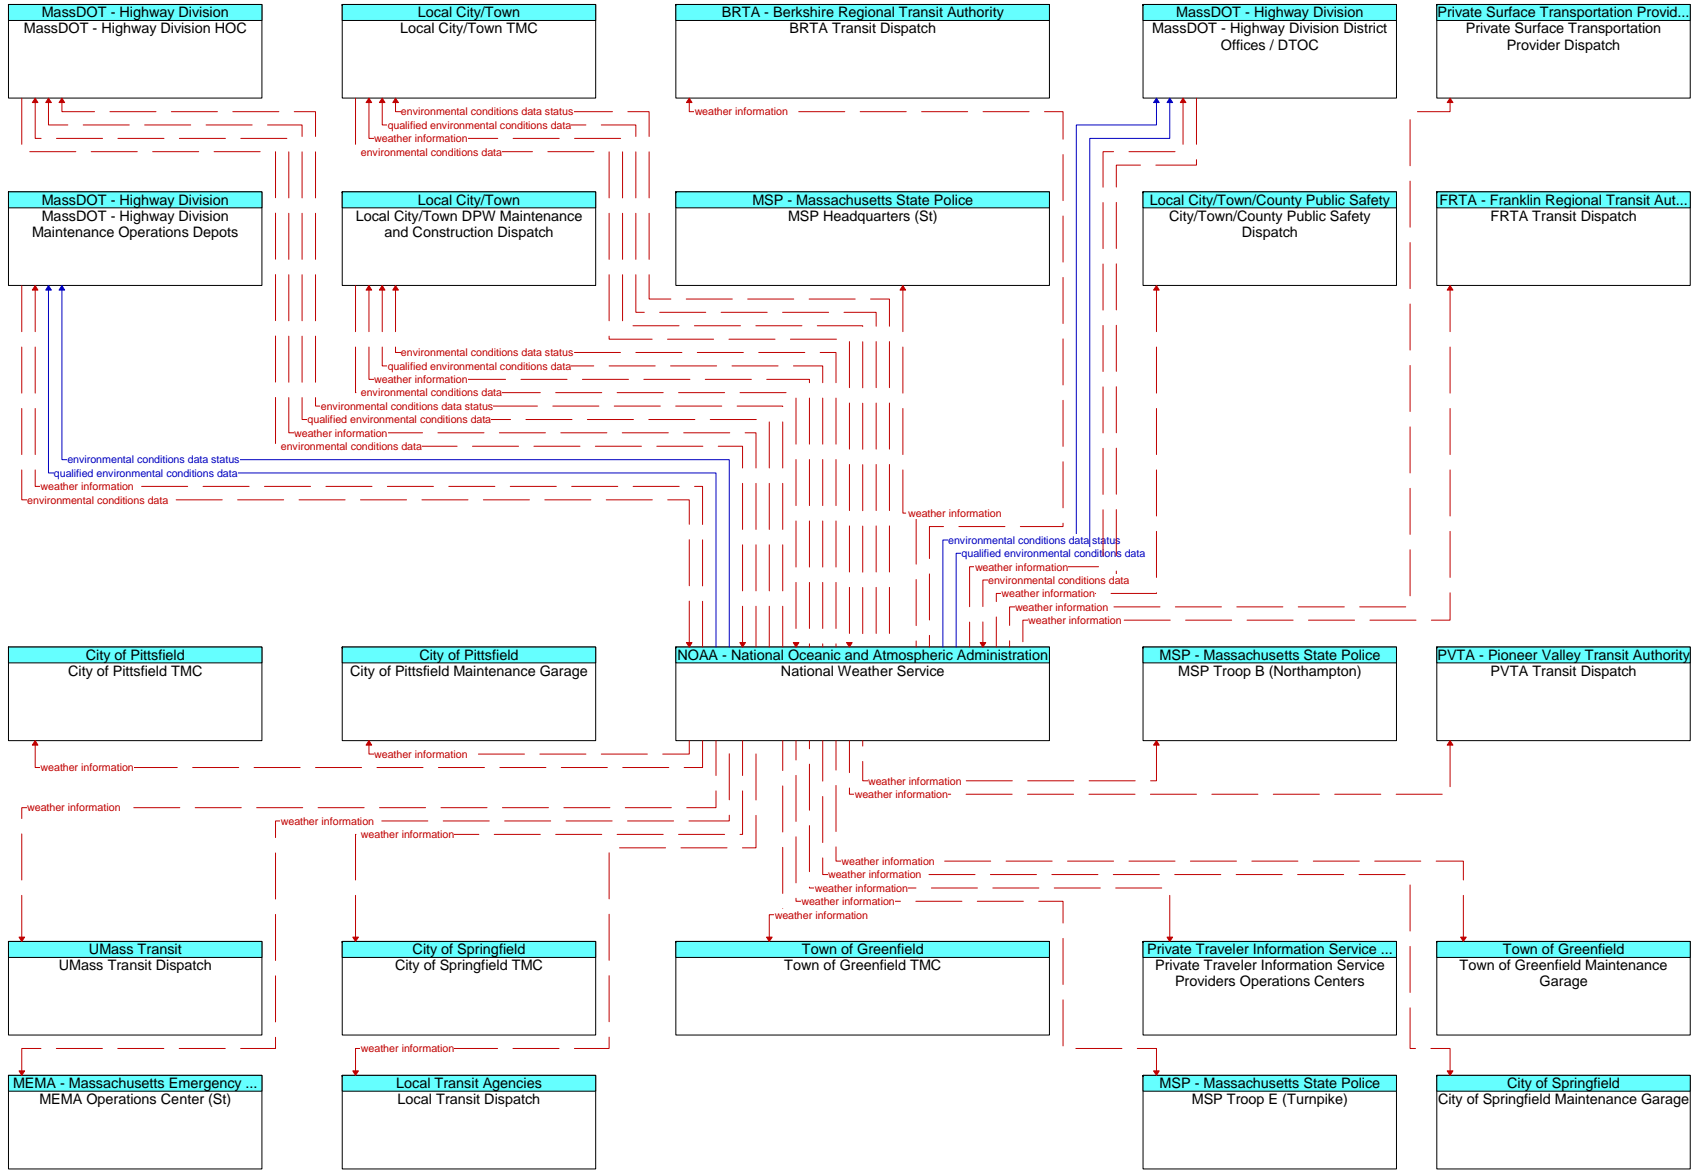 MassDOT - Highway Division
MassDOT - Highway Division HOC
Local City/Town
Local City/Town TMC
BRTA - Berkshire Regional Transit Authority
BRTA Transit Dispatch
MassDOT - Highway Division
MassDOT - Highway Division District
Offices / DTOC
Private Surface Transportation Provid...
Private Surface Transportation
Provider Dispatch
environmental conditions data status
qualified environmental conditions data
weather information
environmental conditions data
weather information
MassDOT - Highway Division
MassDOT - Highway Division
Maintenance Operations Depots
Local City/Town
Local City/Town DPW Maintenance
and Construction Dispatch
MSP - Massachusetts State Police
MSP Headquarters (St)
Local City/Town/County Public Safety
City/Town/County Public Safety
Dispatch
FRTA - Franklin Regional Transit Aut...
FRTA Transit Dispatch
environmental conditions data status
qualified environmental conditions data
weather information
environmental conditions data
environmental conditions data status
qualified environmental conditions data
weather information
environmental conditions data
environmental conditions data status
qualified environmental conditions data
weather information
environmental conditions data
weather information
environmental conditions data status
qualified environmental conditions data
weather information
environmental conditions data
weather information
weather information
weather information
City of Pittsfield
City of Pittsfield TMC
City of Pittsfield
City of Pittsfield Maintenance Garage
NOAA - National Oceanic and Atmospheric Administration
National Weather Service
MSP - Massachusetts State Police
MSP Troop B (Northampton)
PVTA - Pioneer Valley Transit Authority
PVTA Transit Dispatch
weather information
weather information
weather information
weather information
weather information
weather information
weather information
weather information
weather information
weather information
weather information
weather information
UMass Transit
UMass Transit Dispatch
City of Springfield
City of Springfield TMC
Town of Greenfield
Town of Greenfield TMC
Private Traveler Information Service ...
Private Traveler Information Service
Providers Operations Centers
Town of Greenfield
Town of Greenfield Maintenance
Garage
weather information
MEMA - Massachusetts Emergency ...
MEMA Operations Center (St)
Local Transit Agencies
Local Transit Dispatch
MSP - Massachusetts State Police
MSP Troop E (Turnpike)
City of Springfield
City of Springfield Maintenance Garage